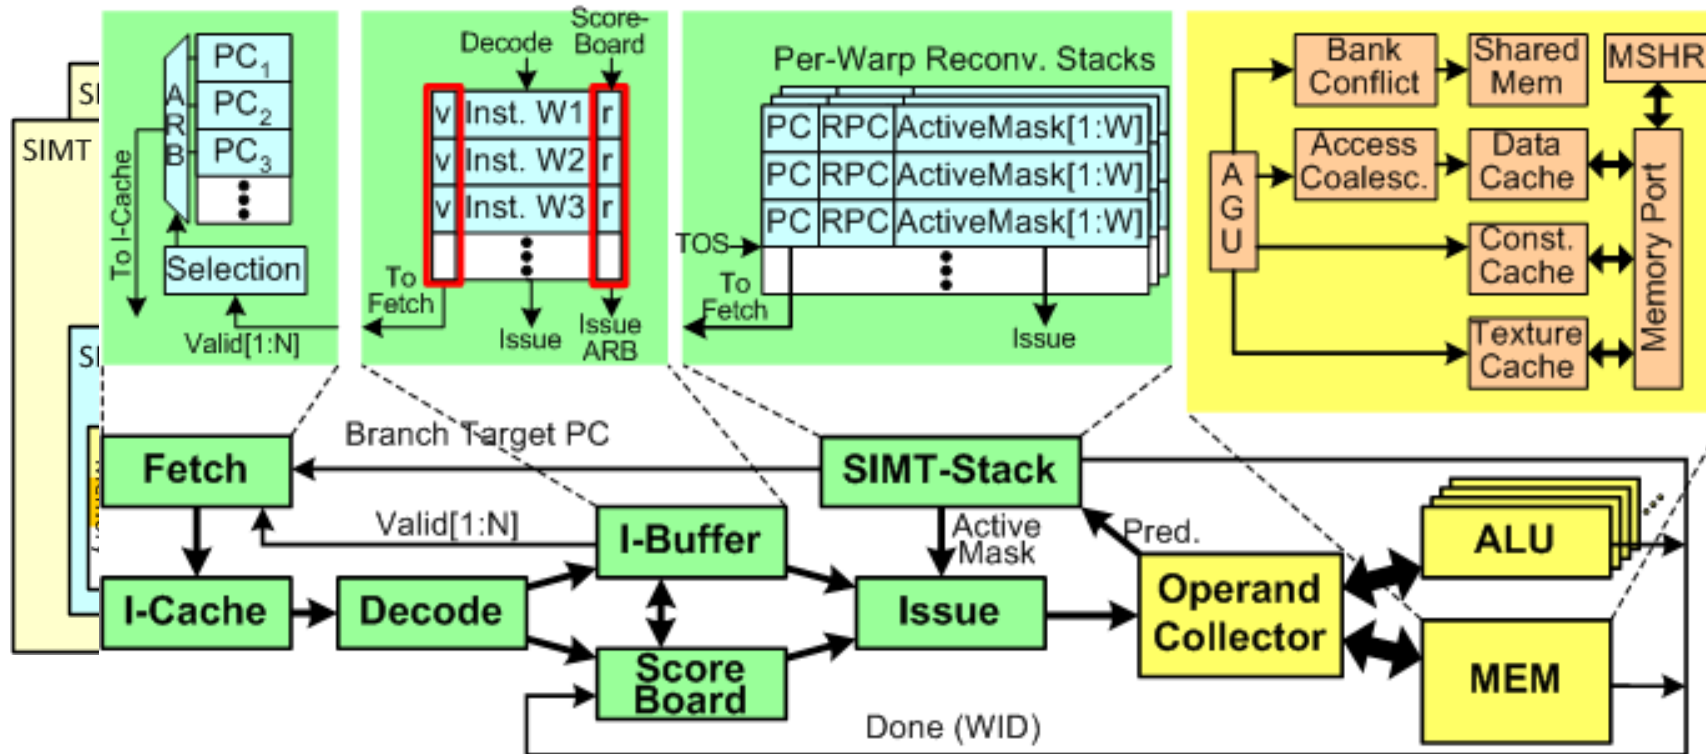 SI
SIMT
SI
ARB
PC1
PC2
PC3
To I-Cache
Selection
Valid[1:N]
Decode
Score-
Board
v Inst. W1 r
v Inst. W2 r
v Inst. W3 r
To
Fetch
Issue
Issue
ARB
Per-Warp Reconv. Stacks
PC RPC ActiveMask[1:W]
PC RPC ActiveMask[1:W]
PC RPC ActiveMask[1:W]
TOS
To
Fetch
Issue
AGU
Bank
Conflict
Shared
Mem
MSHR
Access
Coalesc.
Data
Cache
Const.
Cache
Texture
Cache
Memory Port
Branch Target PC
Fetch
SIMT-Stack
Valid[1:N]
I-Buffer
Active
Mask
Pred.
ALU
I-Cache
Decode
Issue
Operand
Collector
Score
Board
MEM
Done (WID)